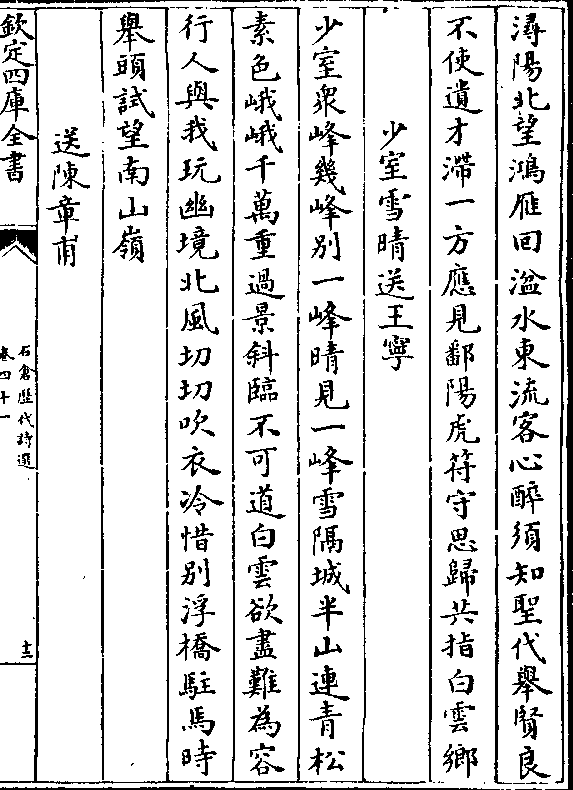 潯陽北望鴻雁回湓水東流客心醉須知聖代舉賢良
不使遺才滯一方應見鄱陽虎符守思歸共指白雲鄉
少室雪晴送王寧
少室衆峰幾峰別一峰晴見一峰雪隔城半山連青松
素色峨峨千萬重過景斜臨不可道白雲欲盡難為容
行人與我玩幽境北風切切吹衣冷惜別浮橋駐馬時
舉頭試望南山嶺
送陳章甫
欽定四庫全書
石倉歴代詩選
卷四十一
十三